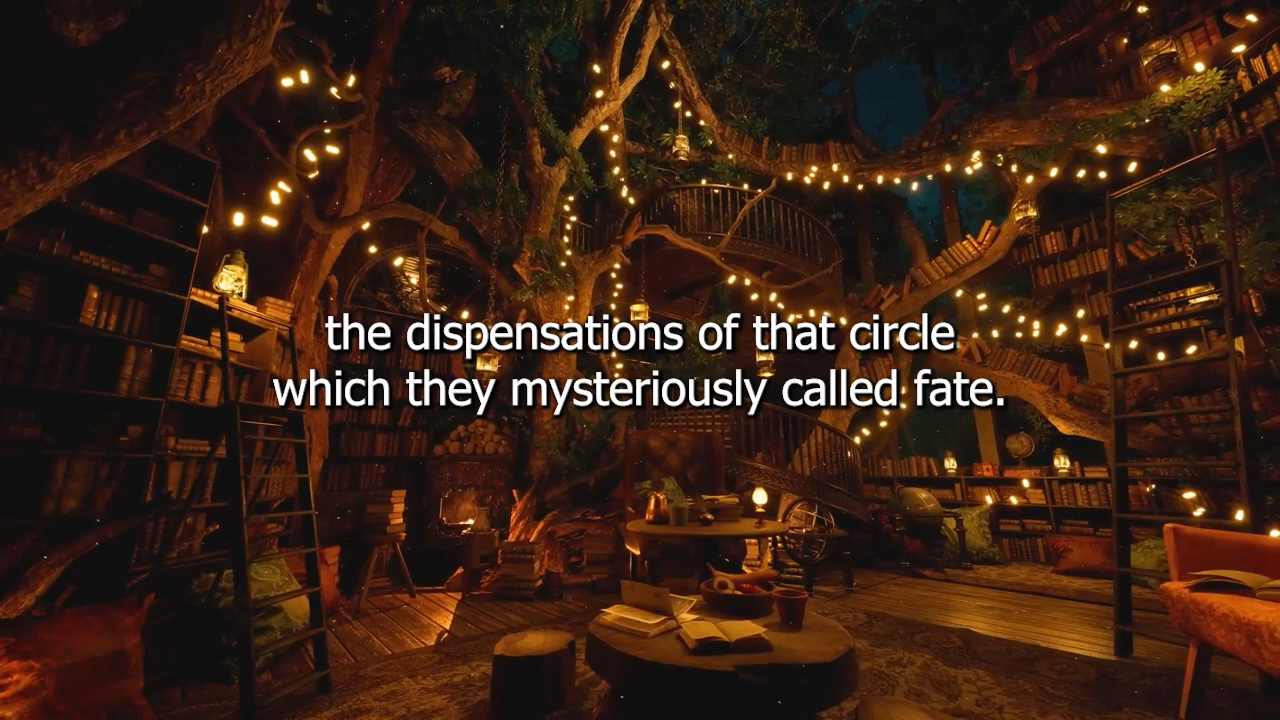 the dispensations of that circle
which they mysteriously called fate.